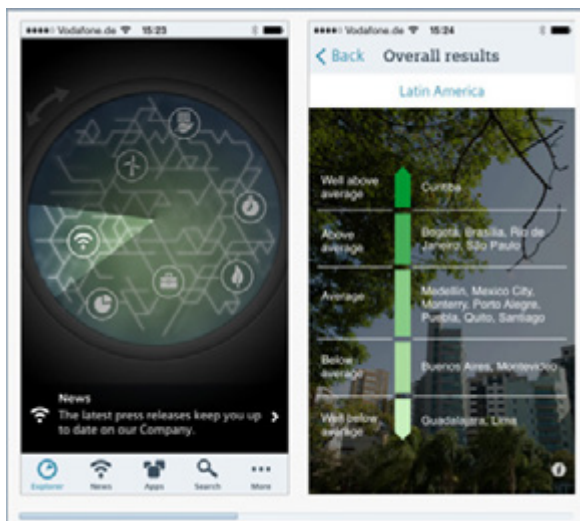 Vodafone.de 15:23
News
The latest press releases keep you up
to date on our Company.
Explorer News Apps Search More
Vodafone.de 15:24
Back Overall results
Latin America
Well above
average
Curitiba
Above
average
Bogotá, Brasília, Rio de
Janeiro, São Paulo
Average
Medellín, Mexico City,
Monterry, Porto Alegre,
Puebla, Quito, Santiago
Below
average
Buenos Aires, Montevideo
Well below
average
Guadalajara, Lima